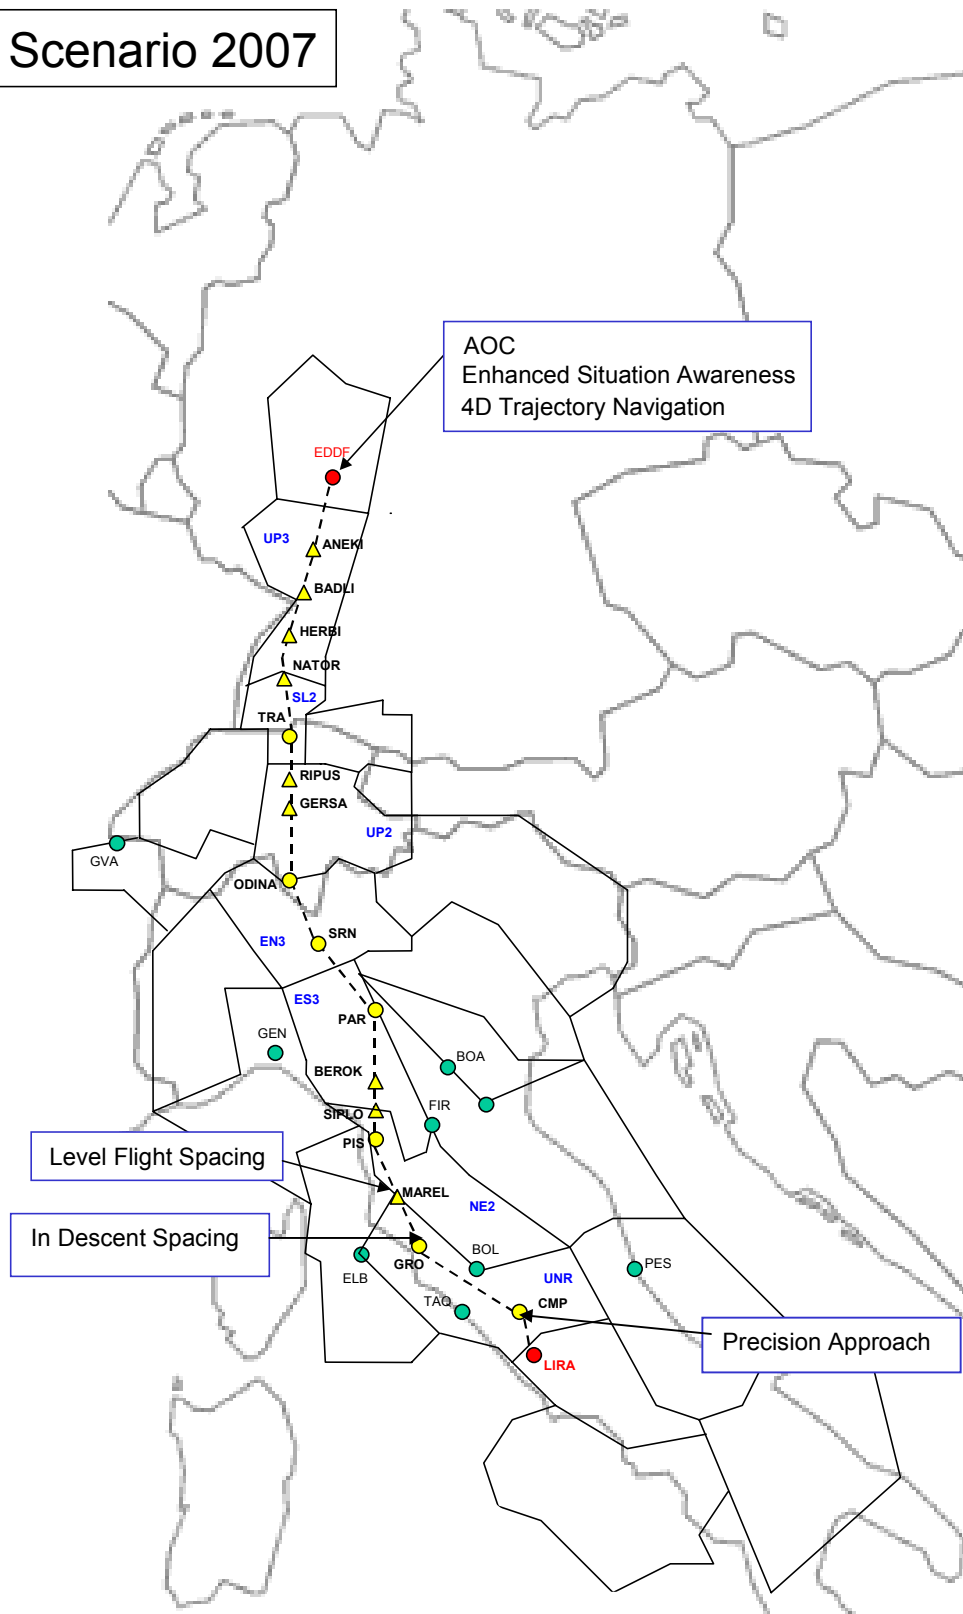 Scenario 2007
AOC
Enhanced Situation Awareness
4D Trajectory Navigation
EDDF
UP3
ANEKI
BADLI
HERBI
NATOR
SL2
TRA
RIPUS
GERSA
UP2
GVA
ODINA
EN3
SRN
ES3
PAR
GEN
BOA
BEROK
SIPLO
FIR
PIS
Level Flight Spacing
MAREL
NE2
In Descent Spacing
GRO
BOL
PES
ELB
UNR
TAQ
CMP
Precision Approach
LIRA